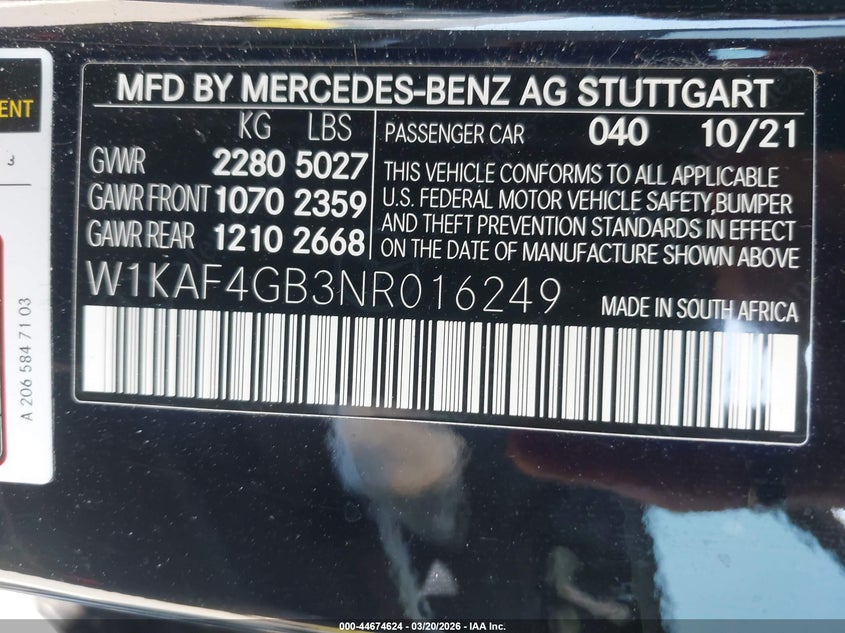 ENT
3
A 206 584 71 03
MFD BY MERCEDES-BENZ AG STUTTGART
KG LBS
GVWR 2280 5027
GAWR FRONT 1070 2359
GAWR REAR 1210 2668
PASSENGER CAR 040 10/21
THIS VEHICLE CONFORMS TO ALL APPLICABLE
U.S. FEDERAL MOTOR VEHICLE SAFETY,BUMPER
AND THEFT PREVENTION STANDARDS IN EFFECT
ON THE DATE OF MANUFACTURE SHOWN ABOVE
W1KAF4GB3NR016249
MADE IN SOUTH AFRICA
000-44674624 | 03/20/2026 – IAA Inc.